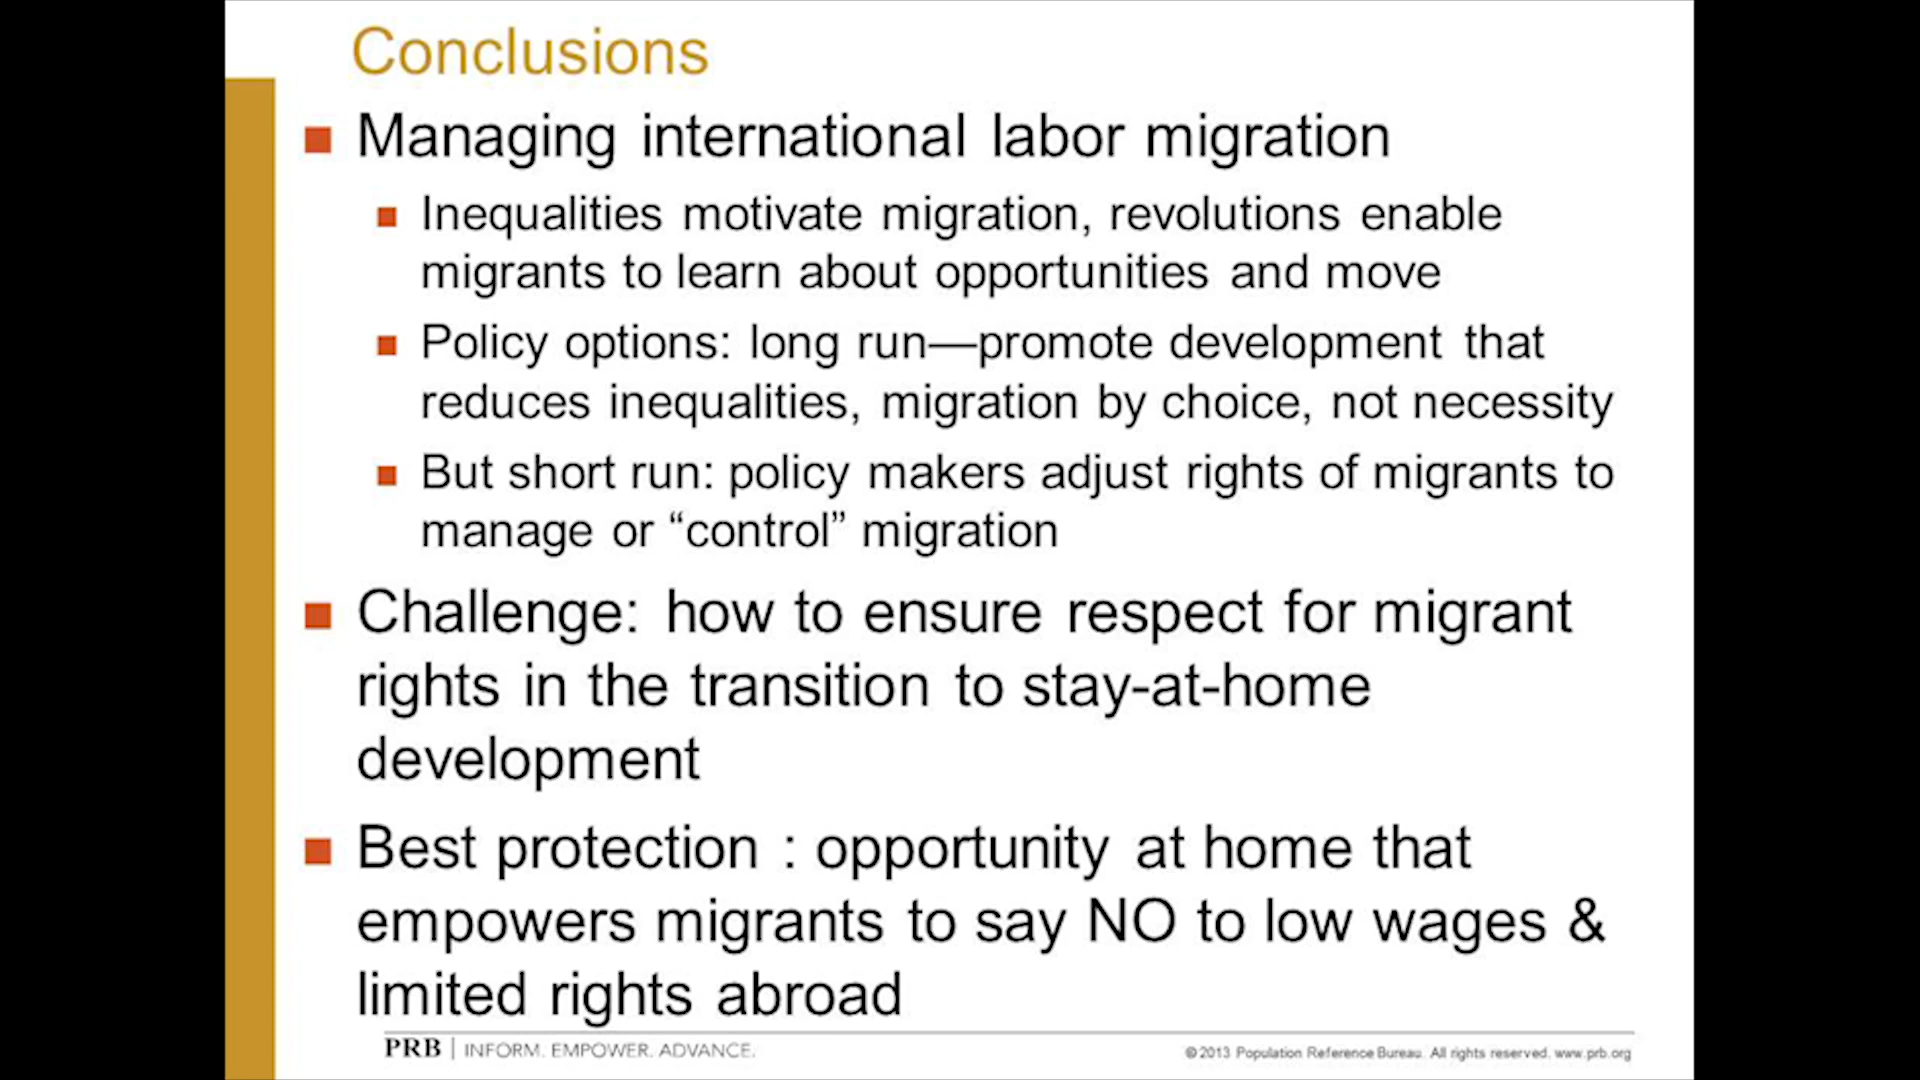 Conclusions
Managing international labor migration
Inequalities motivate migration, revolutions enable
migrants to learn about opportunities and move
Policy options: long run—promote development that
reduces inequalities, migration by choice, not necessity
But short run: policy makers adjust rights of migrants to
manage or “control” migration
Challenge: how to ensure respect for migrant
rights in the transition to stay-at-home
development
Best protection : opportunity at home that
empowers migrants to say NO to low wages &
limited rights abroad
PRB | INFORM. EMPOWER. ADVANCE.
© 2013 Population Reference Bureau. All rights reserved. www.prb.org